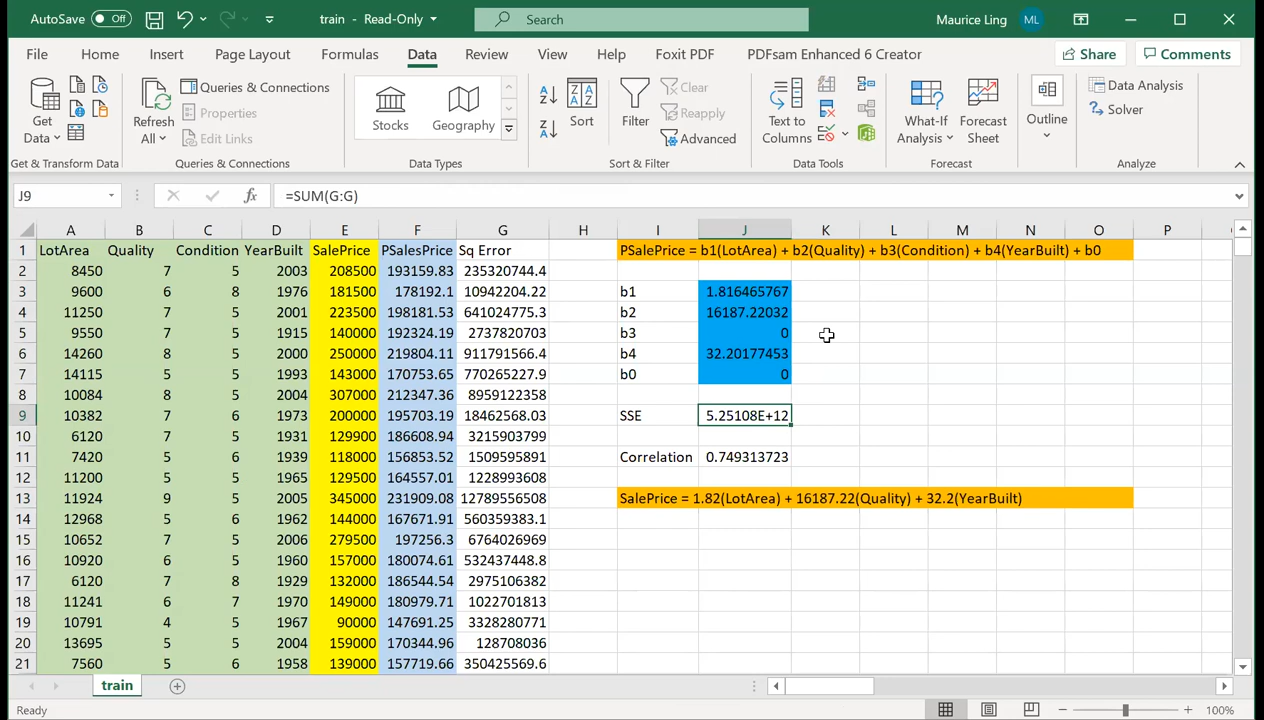 AutoSave Off train - Read-Only Search Maurice Ling ML
File Home Insert Page Layout Formulas Data Review View Help Foxit PDF PDFsam Enhanced 6 Creator Share Comments
Get Data Refresh All Queries & Connections Properties Edit Links Stocks Geography Sort Filter Clear Reapply Advanced Text to Columns What-If Analysis Forecast Sheet Outline Data Analysis Solver
Get & Transform Data Queries & Connections Data Types Sort & Filter Data Tools Forecast Analyze
J9 fx =SUM(G:G)
A B C D E F G H I J K L M N O P
1 LotArea Quality Condition YearBuilt SalePrice PSalesPrice Sq Error PSalePrice = b1(LotArea) + b2(Quality) + b3(Condition) + b4(YearBuilt) + b0
2 8450 7 5 2003 208500 193159.83 235320744.4
3 9600 6 8 1976 181500 178192.1 10942204.22 b1 1.816465767
4 11250 7 5 2001 223500 198181.53 641024775.3 b2 16187.22032
5 9550 7 5 1915 140000 192324.19 2737820703 b3 0
6 14260 8 5 2000 250000 219804.11 911791566.4 b4 32.20177453
7 14115 5 5 1993 143000 170753.65 770265227.9 b0 0
8 10084 8 5 2004 307000 212347.36 8959122358
9 10382 7 6 1973 200000 195703.19 18462568.03 SSE 5.25108E+12
10 6120 7 5 1931 129900 186608.94 3215903799
11 7420 5 6 1939 118000 156853.52 1509595891 Correlation 0.749313723
12 11200 5 5 1965 129500 164557.01 1228993608
13 11924 9 5 2005 345000 231909.08 12789556508 SalePrice = 1.82(LotArea) + 16187.22(Quality) + 32.2(YearBuilt)
14 12968 5 6 1962 144000 167671.91 560359383.1
15 10652 7 5 2006 279500 197256.3 6764026969
16 10920 6 5 1960 157000 180074.61 532437448.8
17 6120 7 8 1929 132000 186544.54 2975106382
18 11241 6 7 1970 149000 180979.71 1022701813
19 10791 4 5 1967 90000 147691.25 3328280771
20 13695 5 5 2004 159000 170344.96 128708036
21 7560 5 6 1958 139000 157719.66 350425569.6
train
Ready 100%